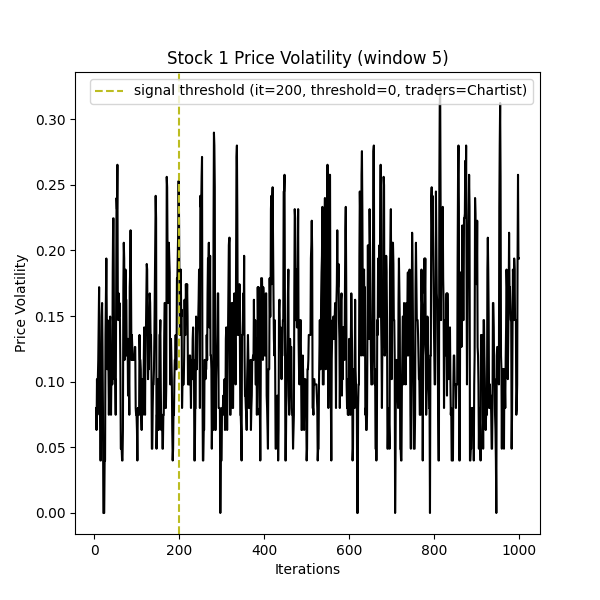 Stock 1 Price Volatility (window 5)
signal threshold (it=200, threshold=0, traders=Chartist)
0.30
0.25
0.20
0.15
0.10
0.05
0.00
Price Volatility
0 200 400 600 800 1000
Iterations